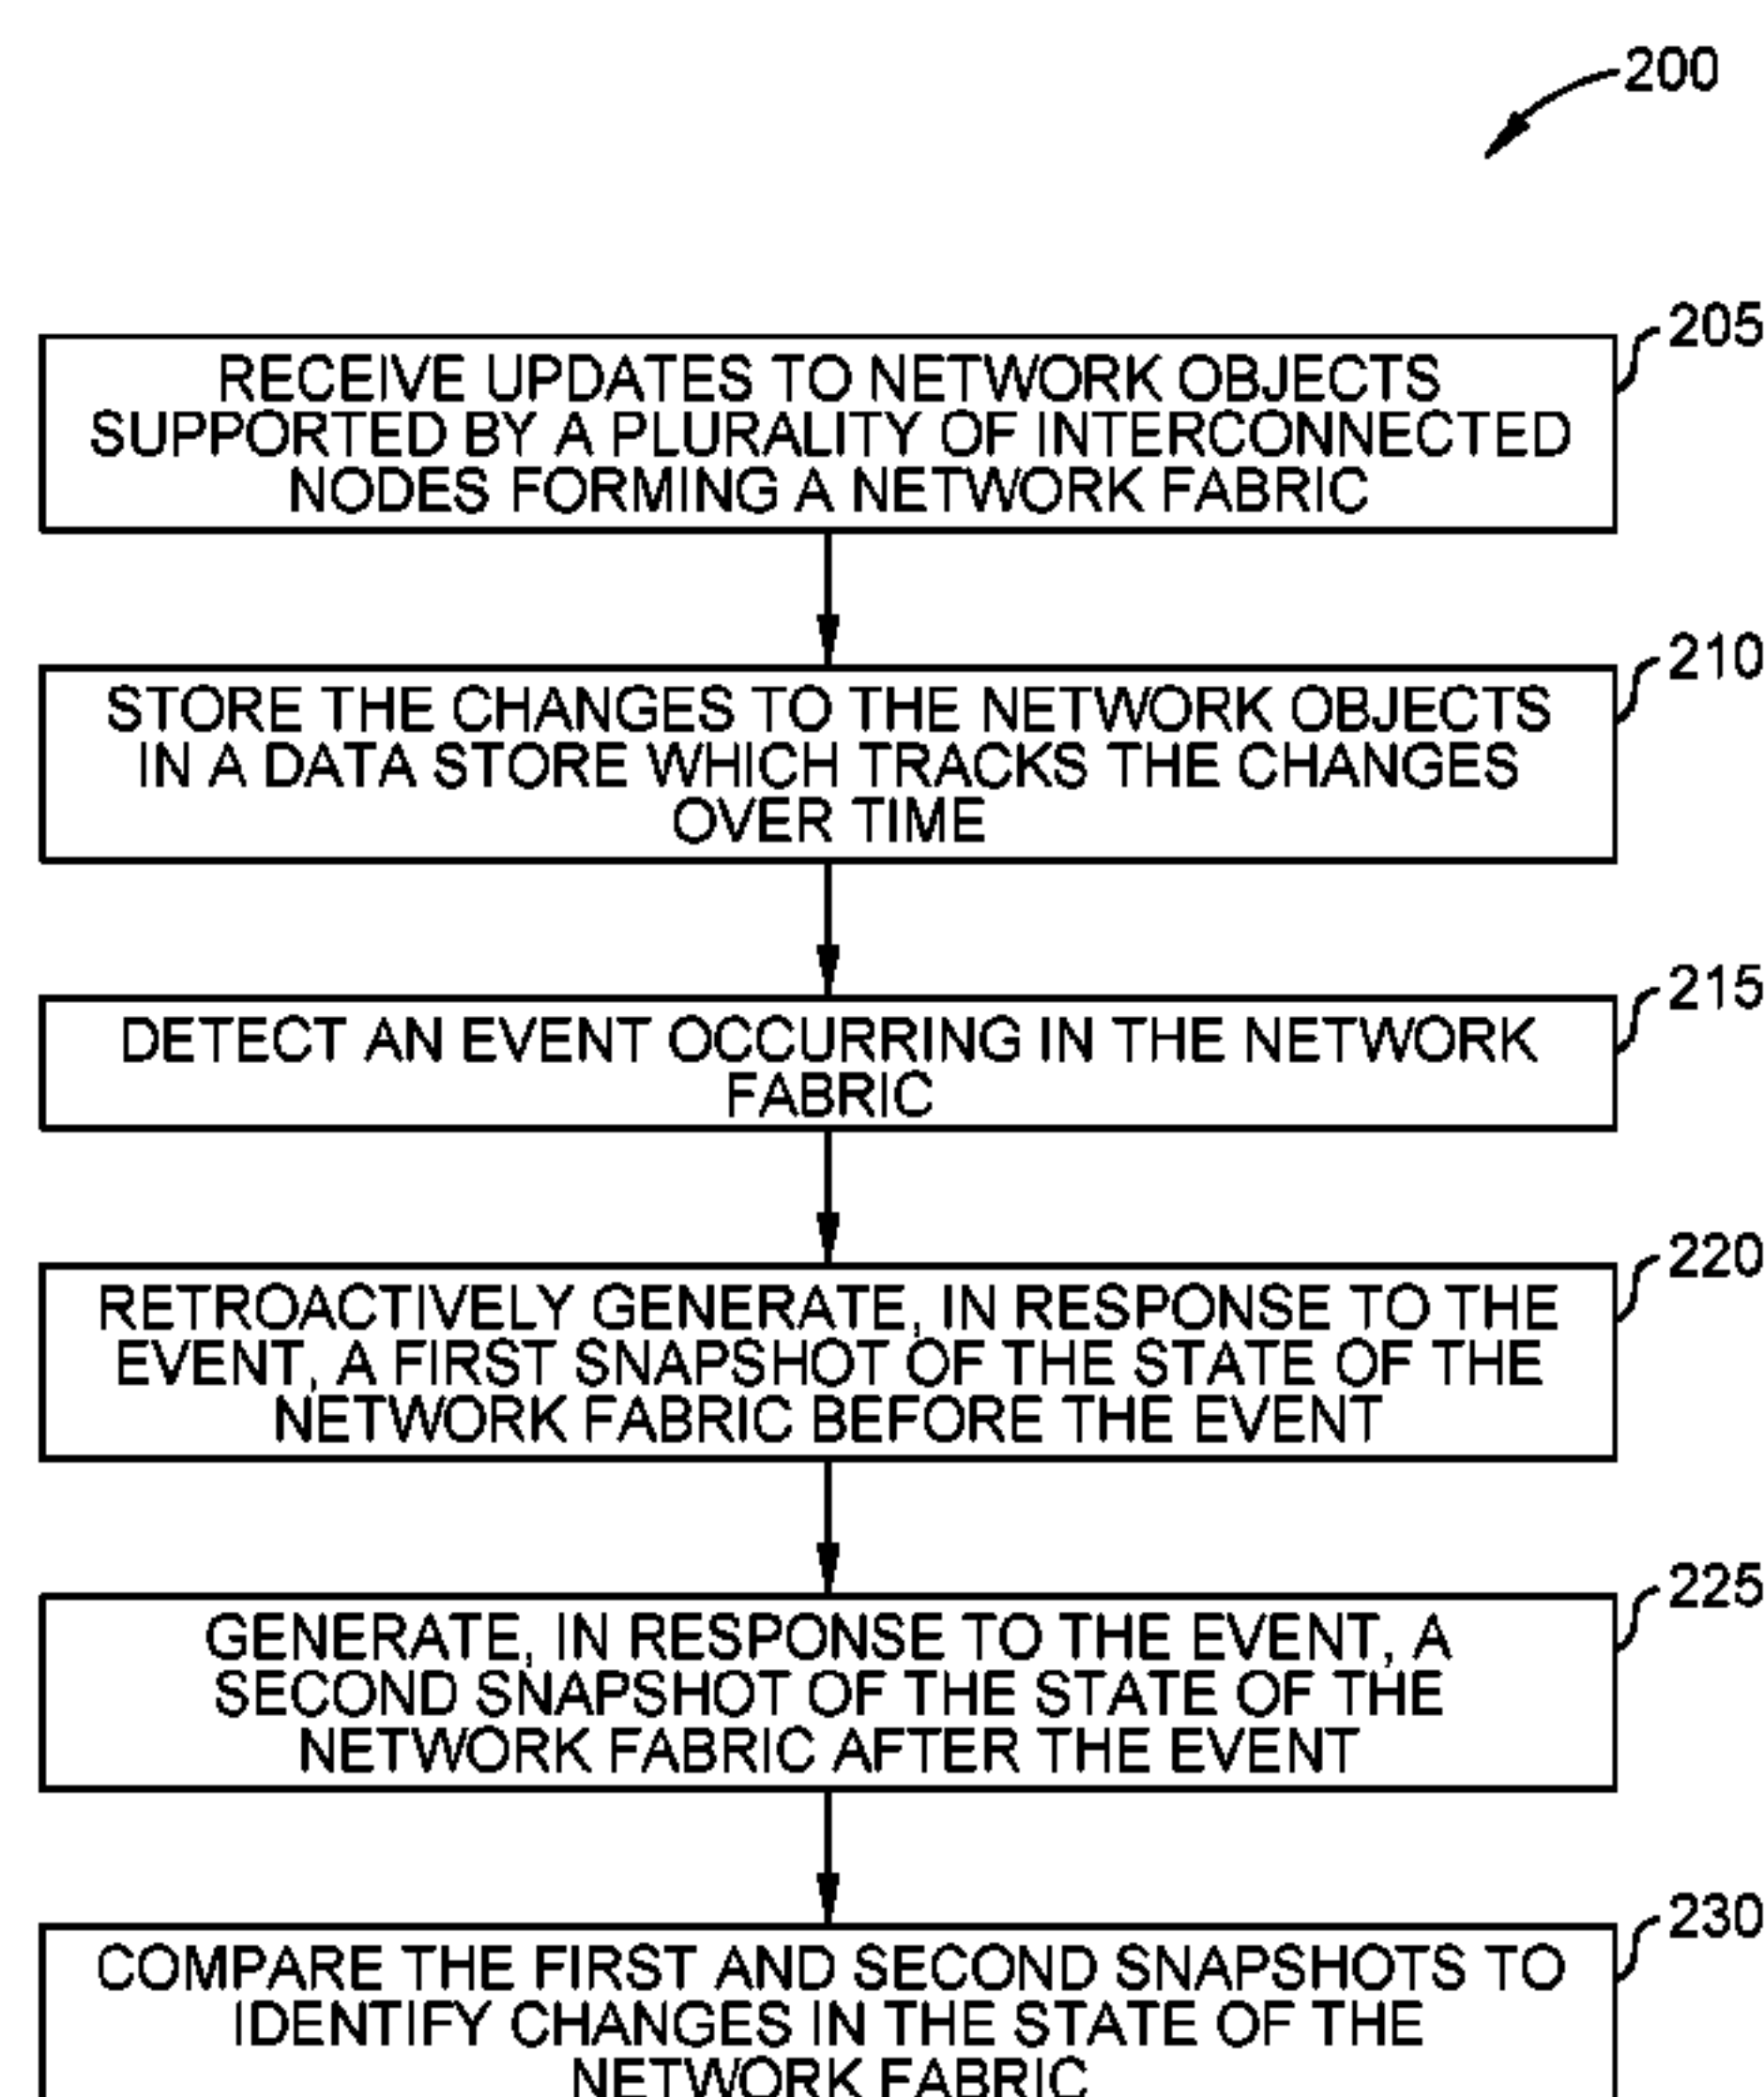 200
205
RECEIVE UPDATES TO NETWORK OBJECTS
SUPPORTED BY A PLURALITY OF INTERCONNECTED
NODES FORMING A NETWORK FABRIC
210
STORE THE CHANGES TO THE NETWORK OBJECTS
IN A DATA STORE WHICH TRACKS THE CHANGES
OVER TIME
215
DETECT AN EVENT OCCURRING IN THE NETWORK
FABRIC
220
RETROACTIVELY GENERATE, IN RESPONSE TO THE
EVENT, A FIRST SNAPSHOT OF THE STATE OF THE
NETWORK FABRIC BEFORE THE EVENT
225
GENERATE, IN RESPONSE TO THE EVENT, A
SECOND SNAPSHOT OF THE STATE OF THE
NETWORK FABRIC AFTER THE EVENT
230
COMPARE THE FIRST AND SECOND SNAPSHOTS TO
IDENTIFY CHANGES IN THE STATE OF THE
NETWORK FABRIC